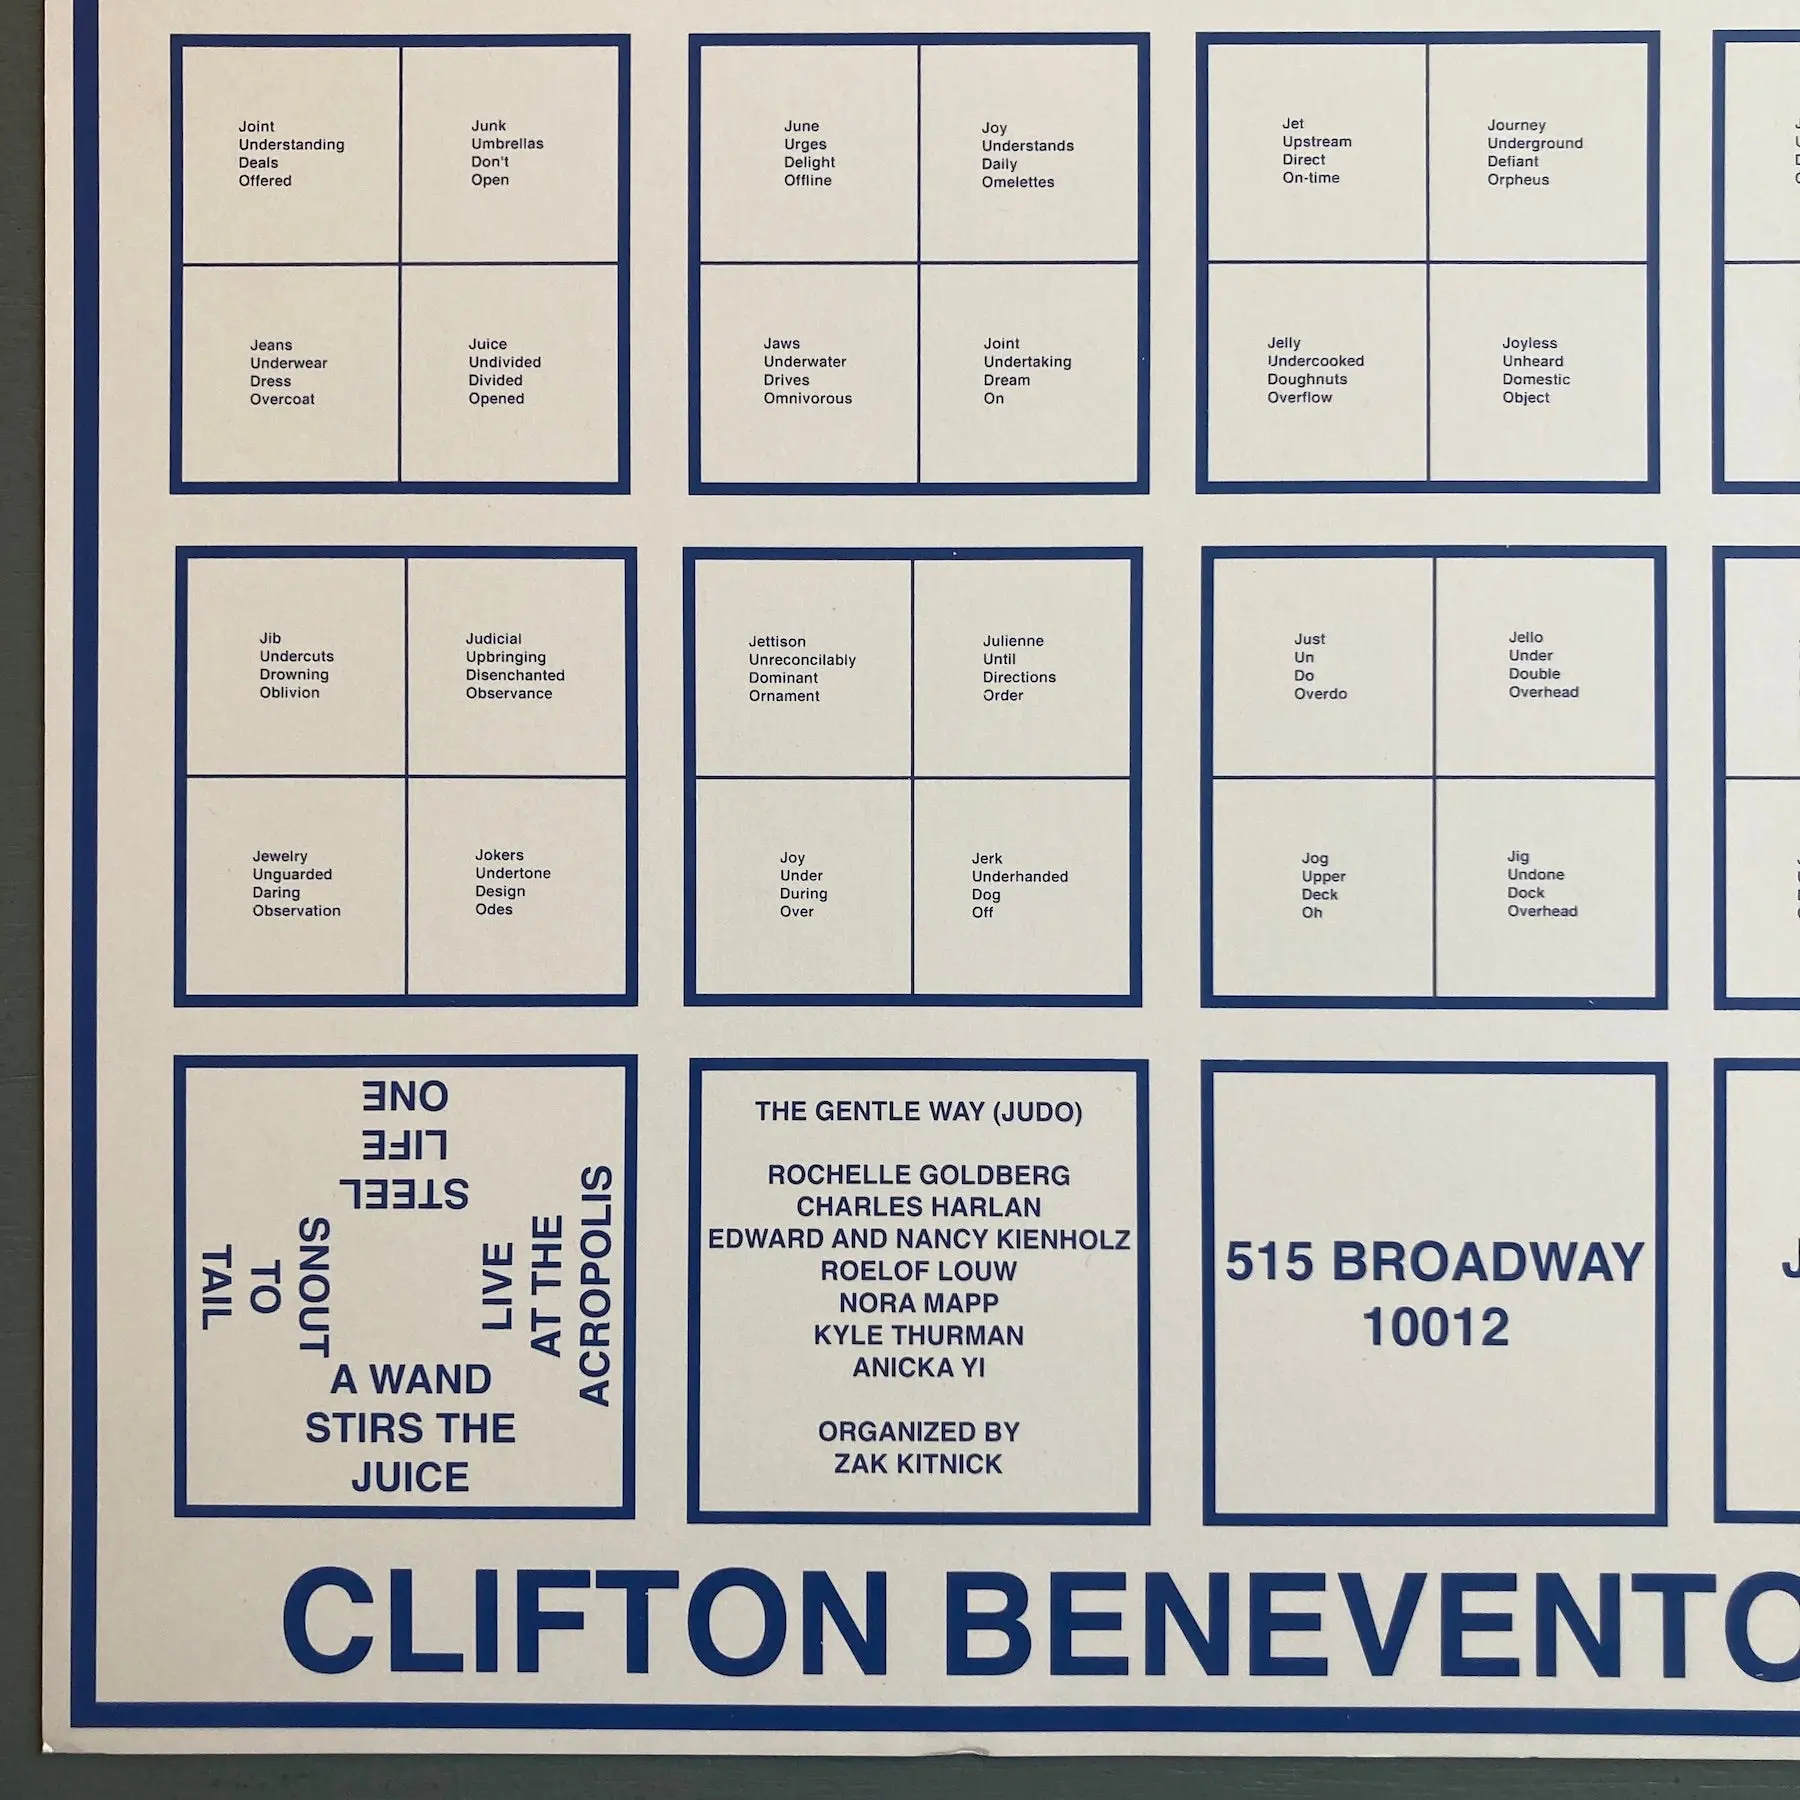 Joint
Understanding
Deals
Offered
Junk
Umbrellas
Don't
Open
Jeans
Underwear
Dress
Overcoat
Juice
Undivided
Divided
Opened
June
Urges
Delight
Offline
Joy
Understands
Daily
Omelettes
Jaws
Underwater
Drives
Omnivorous
Joint
Undertaking
Dream
On
Jet
Upstream
Direct
On-time
Journey
Underground
Defiant
Orpheus
Jelly
Undercooked
Doughnuts
Overflow
Joyless
Unheard
Domestic
Object
Jib
Undercuts
Drowning
Oblivion
Judicial
Upbringing
Disenchanted
Observance
Jewelry
Unguarded
Daring
Observation
Jokers
Undertone
Design
Odes
Jettison
Unreconcilably
Dominant
Ornament
Julienne
Until
Directions
Order
Joy
Under
During
Over
Jerk
Underhanded
Dog
Off
Just
Un
Do
Overdo
Jello
Under
Double
Overhead
Jog
Upper
Deck
Oh
Jig
Undone
Dock
Overhead
STEEL
LIFE
ONE
SNOUT
TO
TAIL
LIVE
AT THE
ACROPOLIS
A WAND
STIRS THE
JUICE
THE GENTLE WAY (JUDO)
ROCHELLE GOLDBERG
CHARLES HARLAN
EDWARD AND NANCY KIENHOLZ
ROELOF LOUW
NORA MAPP
KYLE THURMAN
ANICKA YI
ORGANIZED BY
ZAK KITNICK
515 BROADWAY
10012
CLIFTON BENEVENTO